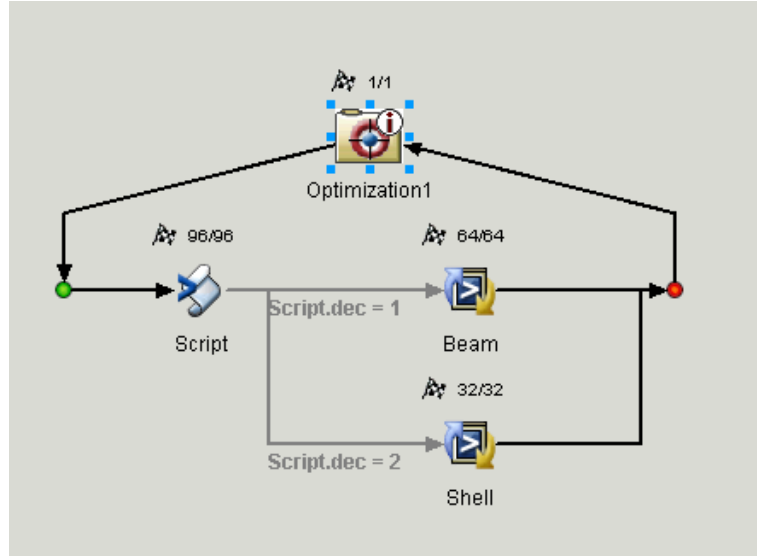 1/1
Optimization1
96/96
64/64
Script.dec = 1
Script
Beam
32/32
Script.dec = 2
Shell